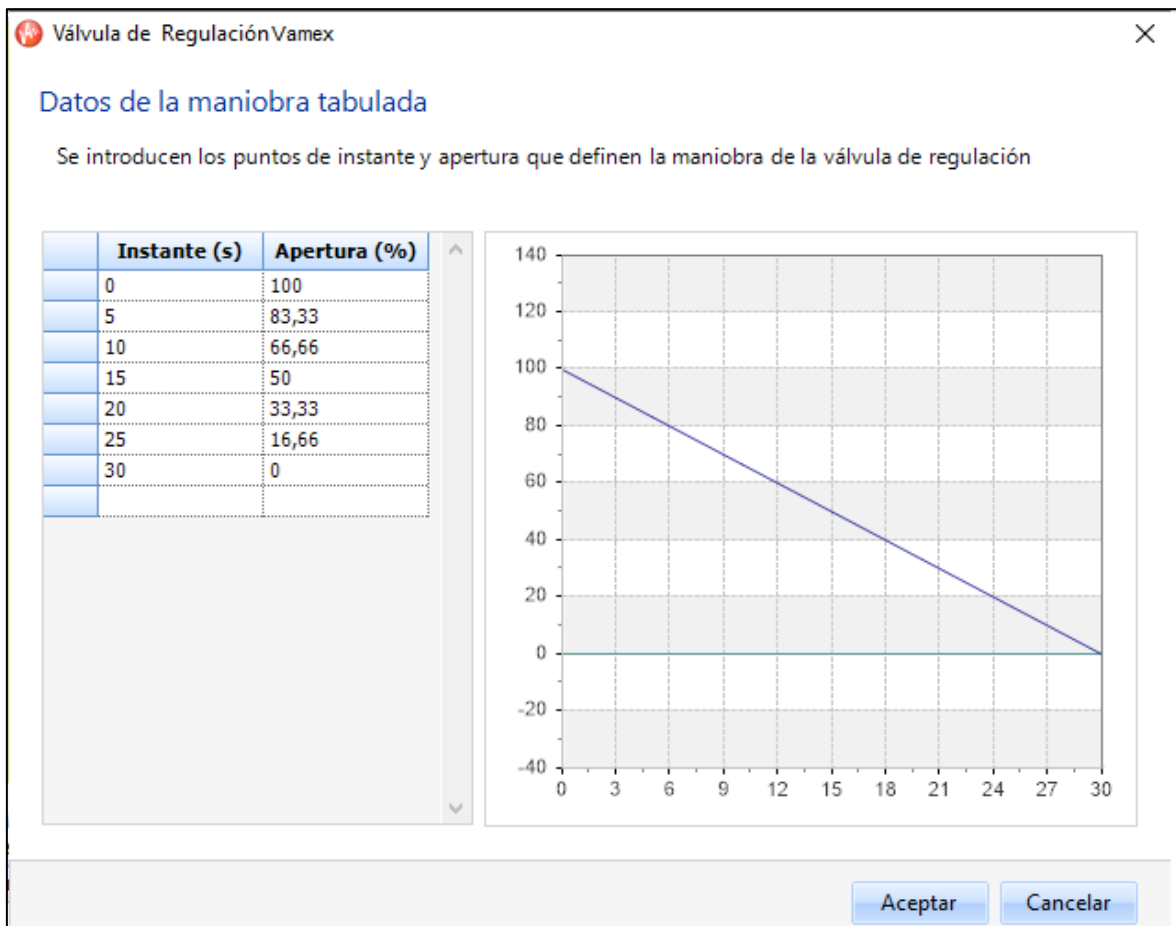 Válvula de Regulación Vamex
Datos de la maniobra tabulada
Se introducen los puntos de instante y apertura que definen la maniobra de la válvula de regulación
Instante (s) Apertura (%)
0 100
5 83,33
10 66,66
15 50
20 33,33
25 16,66
30 0
140
120
100
80
60
40
20
0
-20
-40
0 3 6 9 12 15 18 21 24 27 30
Aceptar Cancelar